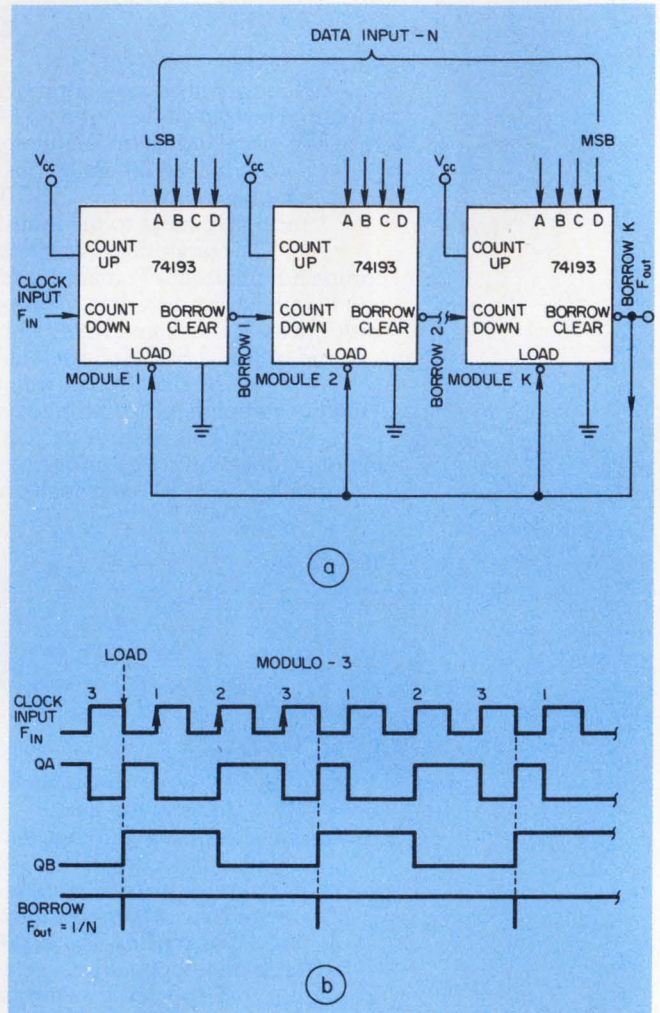 DATA INPUT - N
LSB MSB
Vcc Vcc Vcc
A B C D A B C D A B C D
COUNT UP 74193 COUNT UP 74193 COUNT UP 74193
CLOCK INPUT FIN COUNT DOWN BORROW CLEAR COUNT DOWN BORROW CLEAR COUNT DOWN BORROW CLEAR
BORROW K
Fout
LOAD LOAD LOAD
MODULE 1 BORROW 1 MODULE 2 BORROW 2 MODULE K
a
LOAD MODULO - 3
3 1 2 3 1 2 3 1
CLOCK
INPUT
FIN
QA
QB
BORROW
Fout = 1/N
b